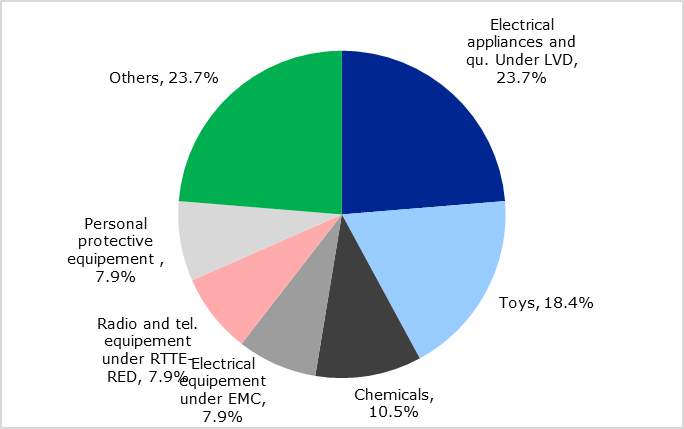 Electrical
appliances and
qu. Under LVD,
23.7%
Toys, 18.4%
Chemicals,
10.5%
Electrical
equipement
under EMC,
7.9%
Radio and tel.
equipement
under RTTE-
RED, 7.9%
Personal
protective
equipement ,
7.9%
Others, 23.7%